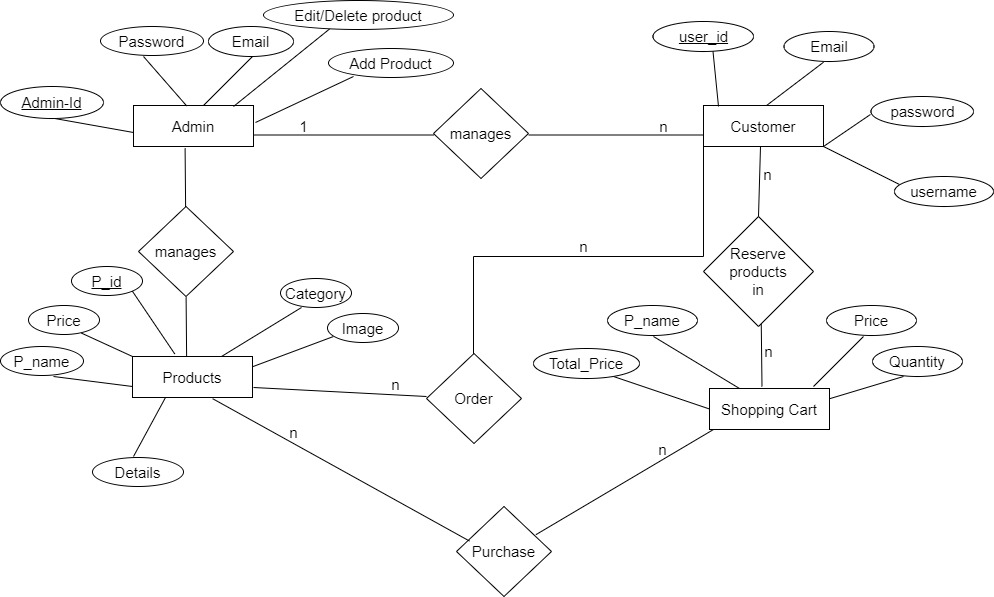 Edit/Delete product
Password
Email
user_id
Email
Add Product
Admin-Id
password
Admin
1
manages
n
Customer
n
username
manages
n
Reserve
products
in
P_id
Category
Price
Image
P_name
Price
n
P_name
Total_Price
Quantity
Products
n
Order
Shopping Cart
n
n
Details
Purchase